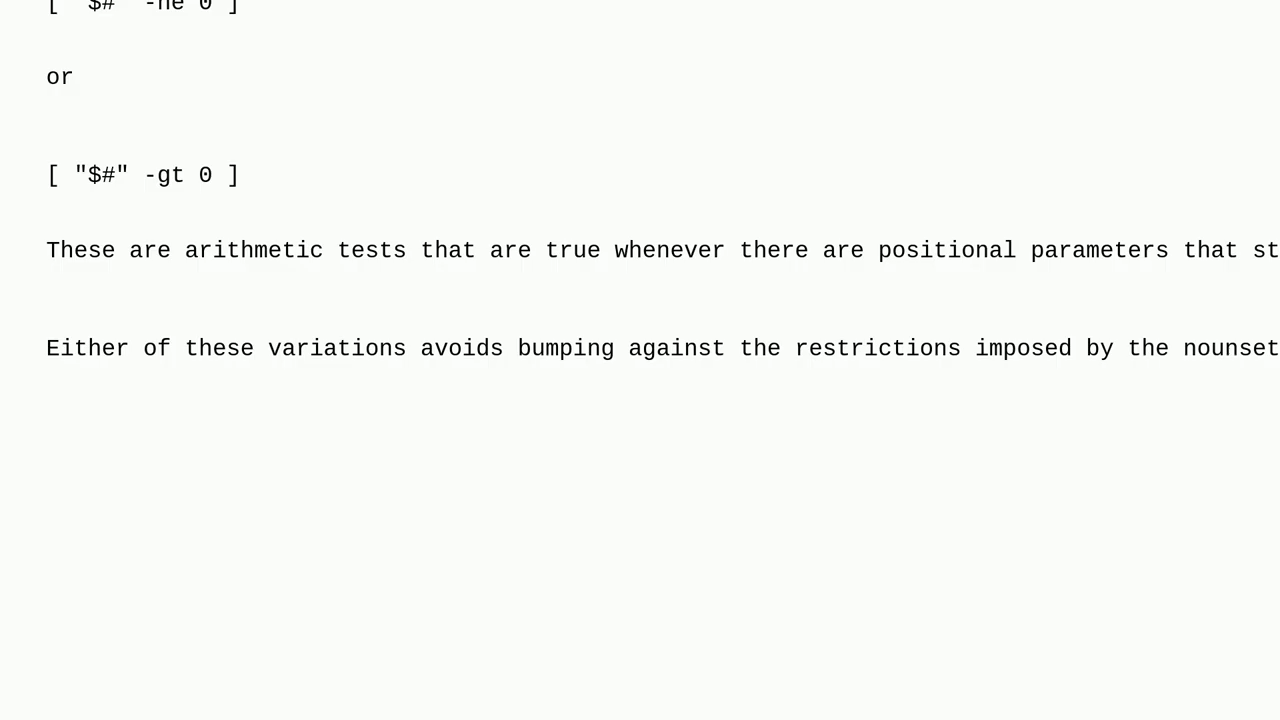 [ "$#" -ne 0 ]
or
[ "$#" -gt 0 ]
These are arithmetic tests that are true whenever there are positional parameters that st
Either of these variations avoids bumping against the restrictions imposed by the nounset